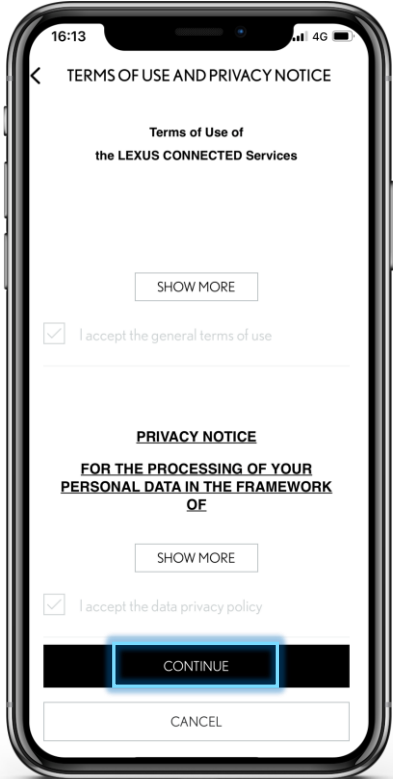 16:13
4G
TERMS OF USE AND PRIVACY NOTICE
Terms of Use of
the LEXUS CONNECTED Services
SHOW MORE
I accept the general terms of use
PRIVACY NOTICE
FOR THE PROCESSING OF YOUR
PERSONAL DATA IN THE FRAMEWORK
OF
SHOW MORE
I accept the data privacy policy
CONTINUE
CANCEL